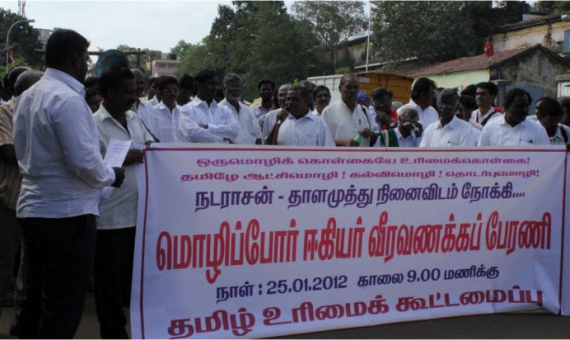 ஒருமொழிக் கொள்கையே உரிமைக்கொள்கை!
தமிழே ஆட்சிமொழி ! கல்விமொழி ! தொடர்புமொழி!
நடராசன் - தாளமுத்து நினைவிடம் நோக்கி....
மொழிப்போர் ஈகியர் வீரவணக்கப் பேரணி
நாள் : 25.01.2012 காலை 9.00 மணிக்கு
தமிழ் உரிமைக் கூட்டமைப்பு